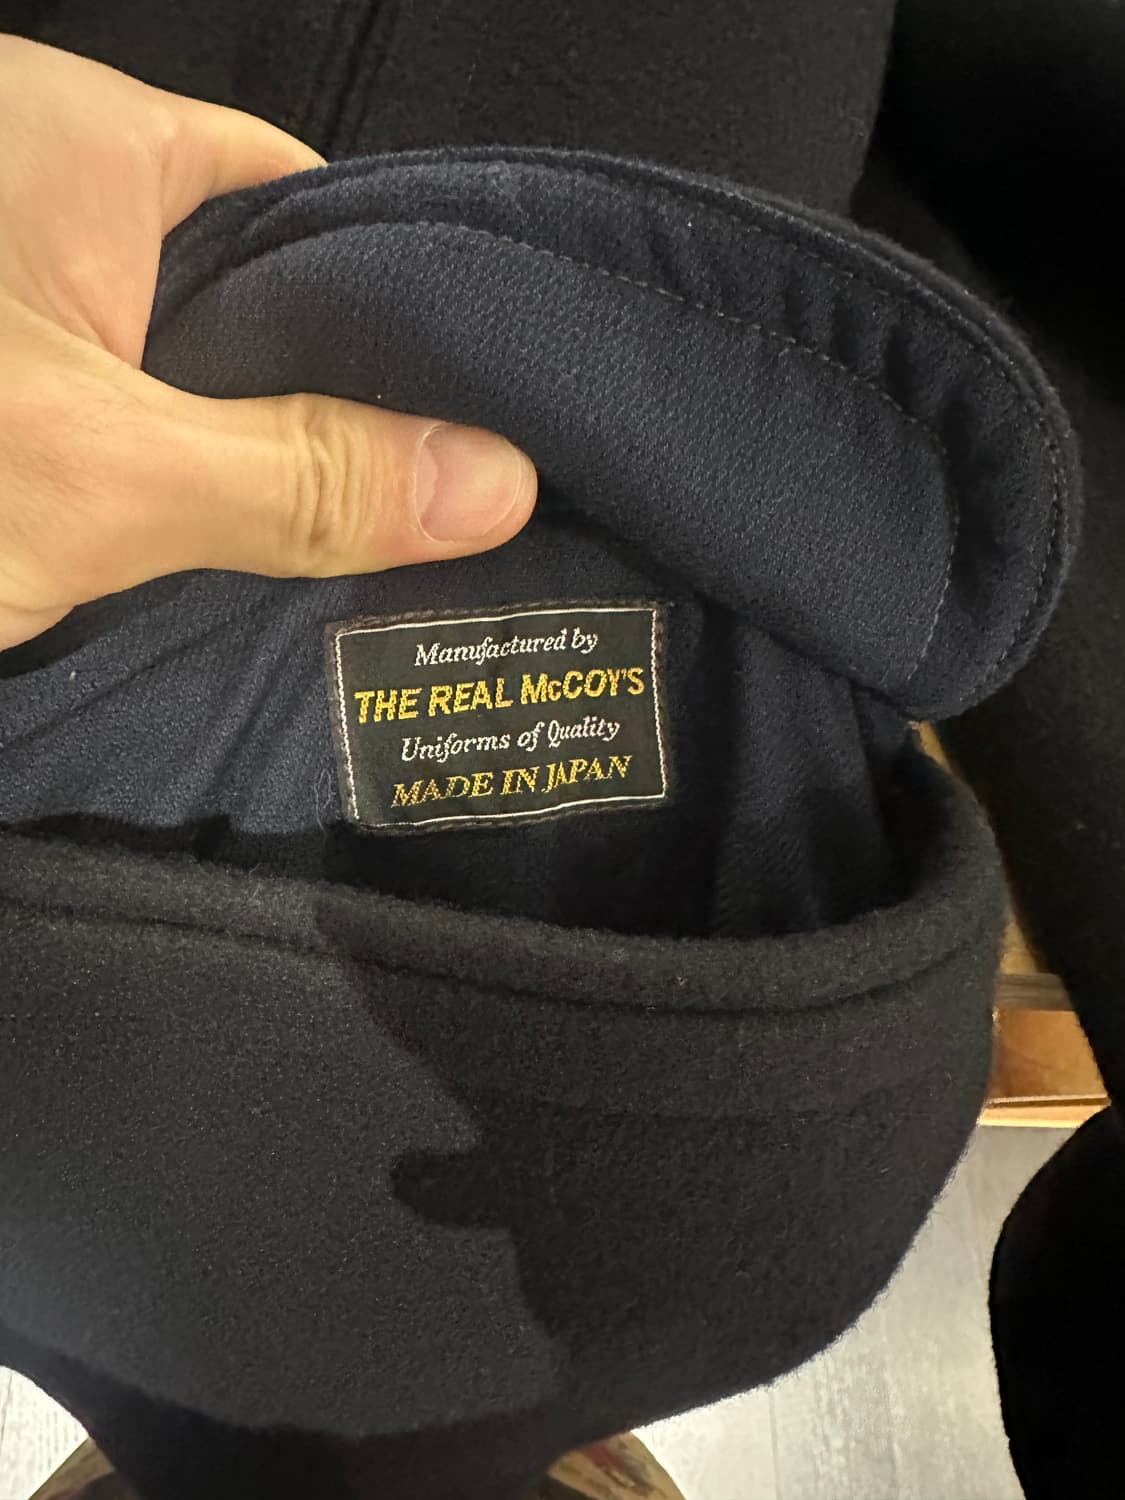 Manufactured by
THE REAL McCOY'S
Uniforms of Quality
MADE IN JAPAN